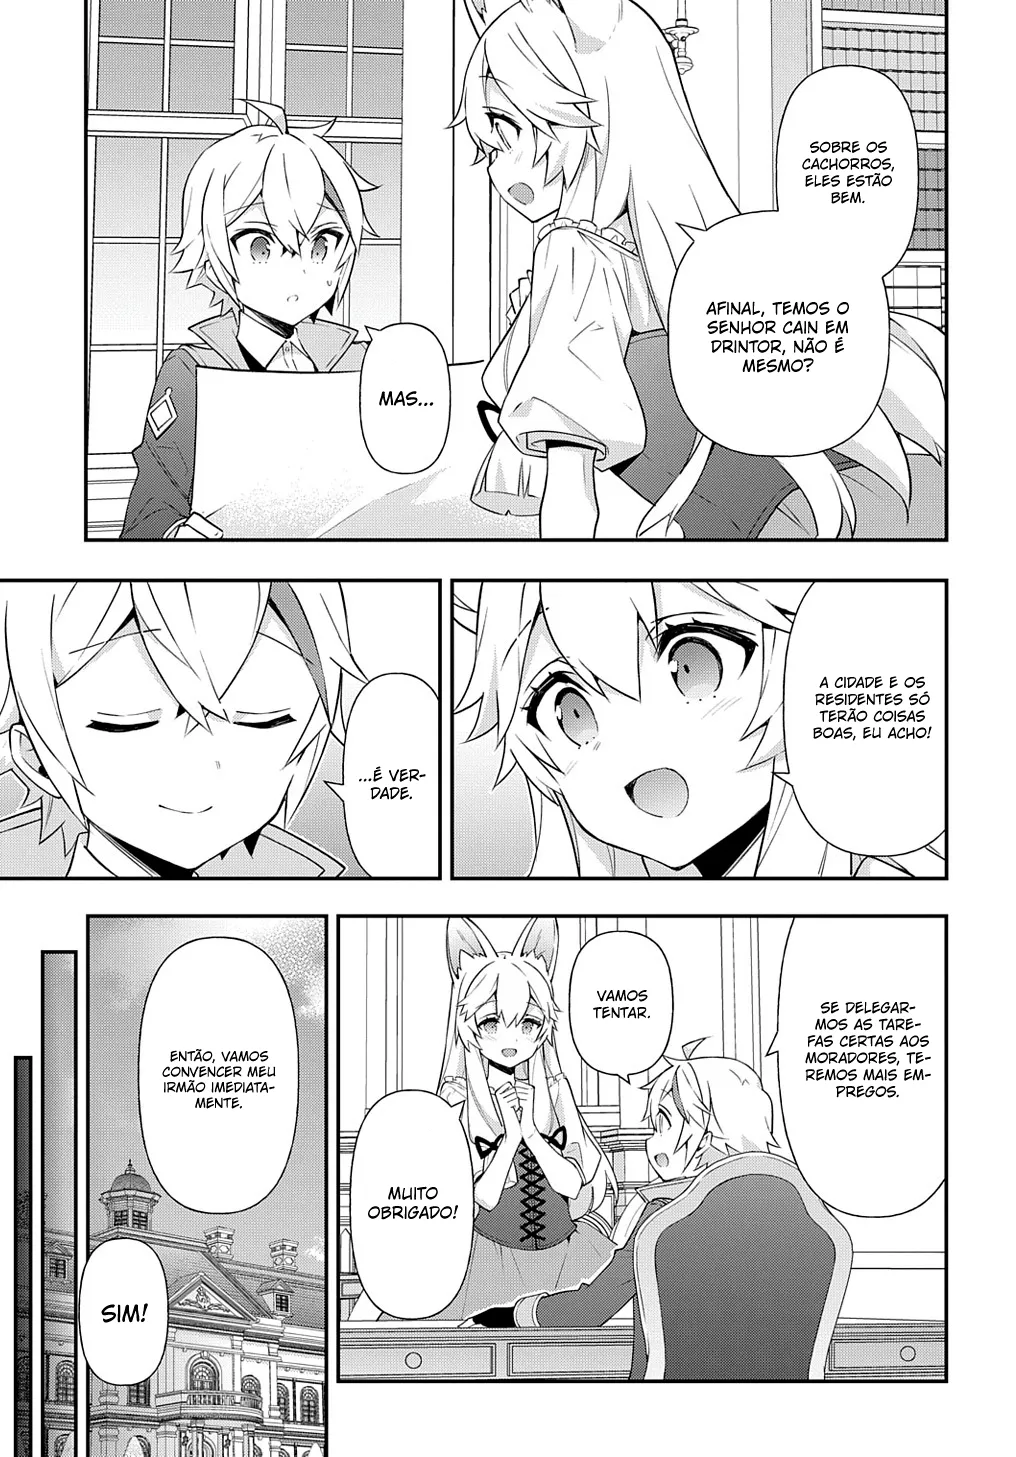 SOBRE OS
CACHORROS,
ELES ESTÃO
BEM.
AFINAL, TEMOS O
SENHOR CAIN EM
DRINTOR, NÃO É
MESMO?
MAS...
A CIDADE E OS
RESIDENTES SÓ
TERÃO COISAS
BOAS, EU ACHO!
...É VER-
DADE.
SE DELEGAR-
MOS AS TARE-
FAS CERTAS AOS
MORADORES, TE-
REMOS MAIS EM-
PREGOS.
VAMOS
TENTAR.
MUITO
OBRIGADO!
ENTÃO, VAMOS
CONVENCER MEU
IRMÃO IMEDIATA-
MENTE.
SIM!